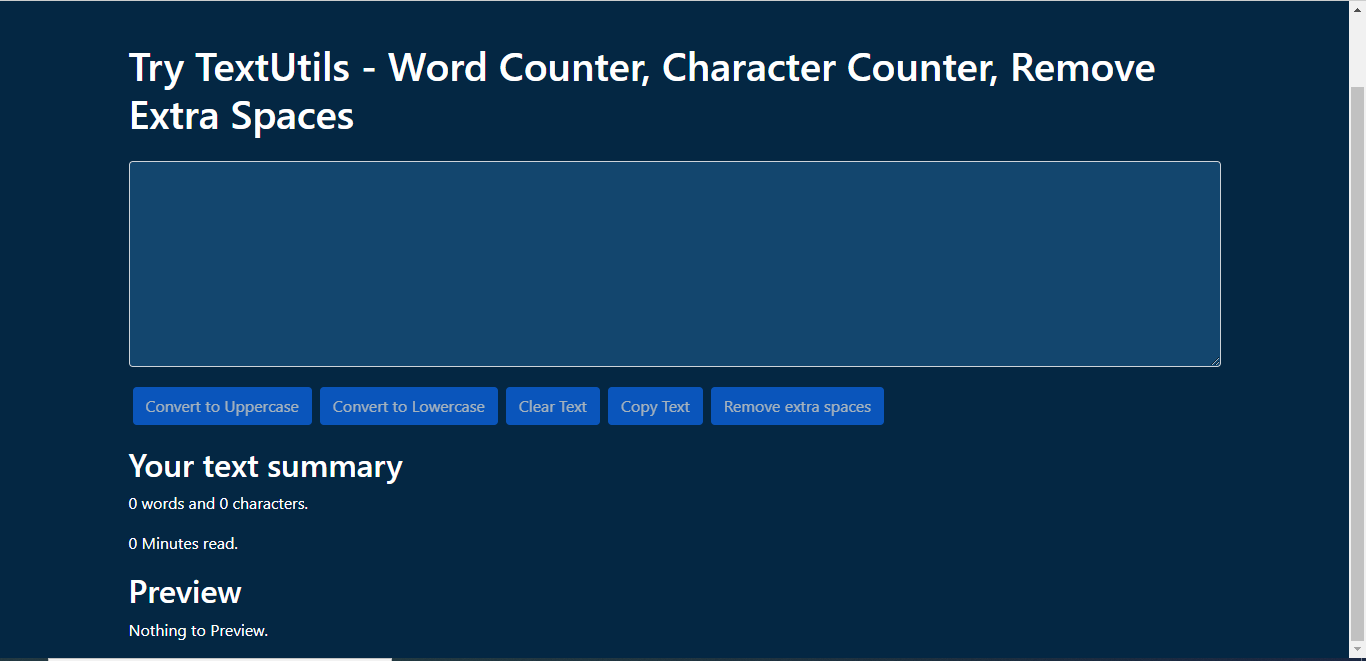 Try TextUtils - Word Counter, Character Counter, Remove
Extra Spaces
Convert to Uppercase
Convert to Lowercase
Clear Text
Copy Text
Remove extra spaces
Your text summary
0 words and 0 characters.
0 Minutes read.
Preview
Nothing to Preview.